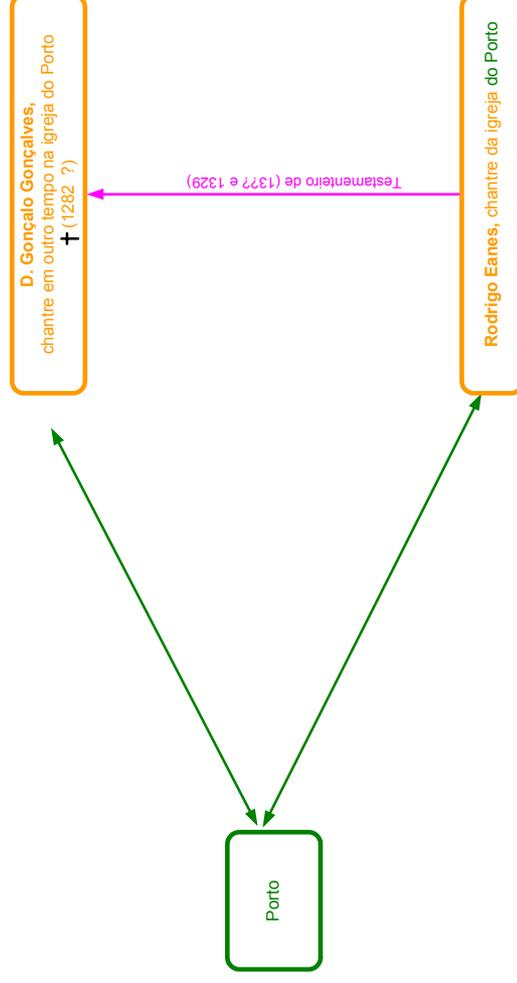 D. Gonçalo Gonçalves,
chantre em outro tempo na igreja do Porto
✝ (1282 ?)
Testamenteiro de (13?? e 1329)
Rodrigo Eanes, chantre da igreja do Porto
Porto